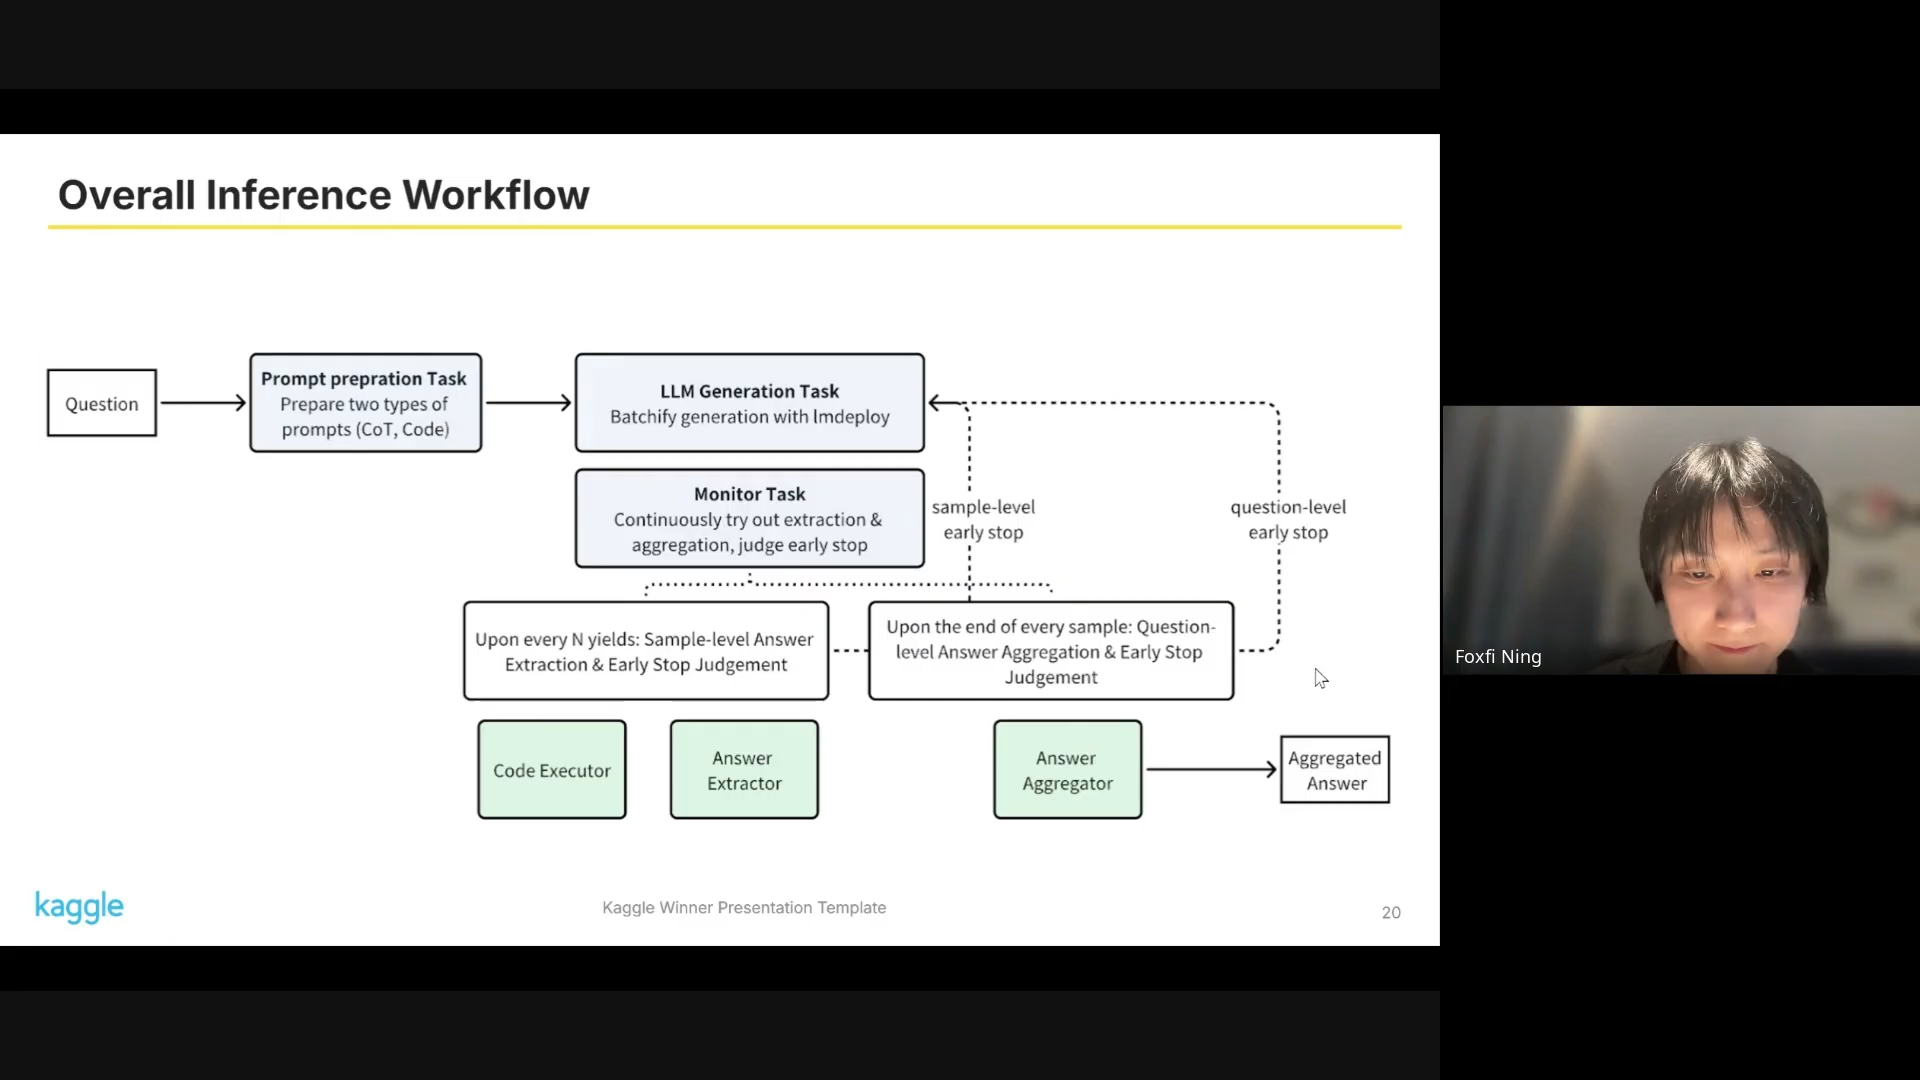 Overall Inference Workflow
Question
Prompt prepration Task
Prepare two types of
prompts (CoT, Code)
LLM Generation Task
Batchify generation with lmdeploy
Monitor Task
Continuously try out extraction &
aggregation, judge early stop
sample-level
early stop
question-level
early stop
Upon every N yields: Sample-level Answer
Extraction & Early Stop Judgement
Upon the end of every sample: Question-
level Answer Aggregation & Early Stop
Judgement
Code Executor
Answer
Extractor
Answer
Aggregator
Aggregated
Answer
kaggle
Kaggle Winner Presentation Template
20
Foxfi Ning